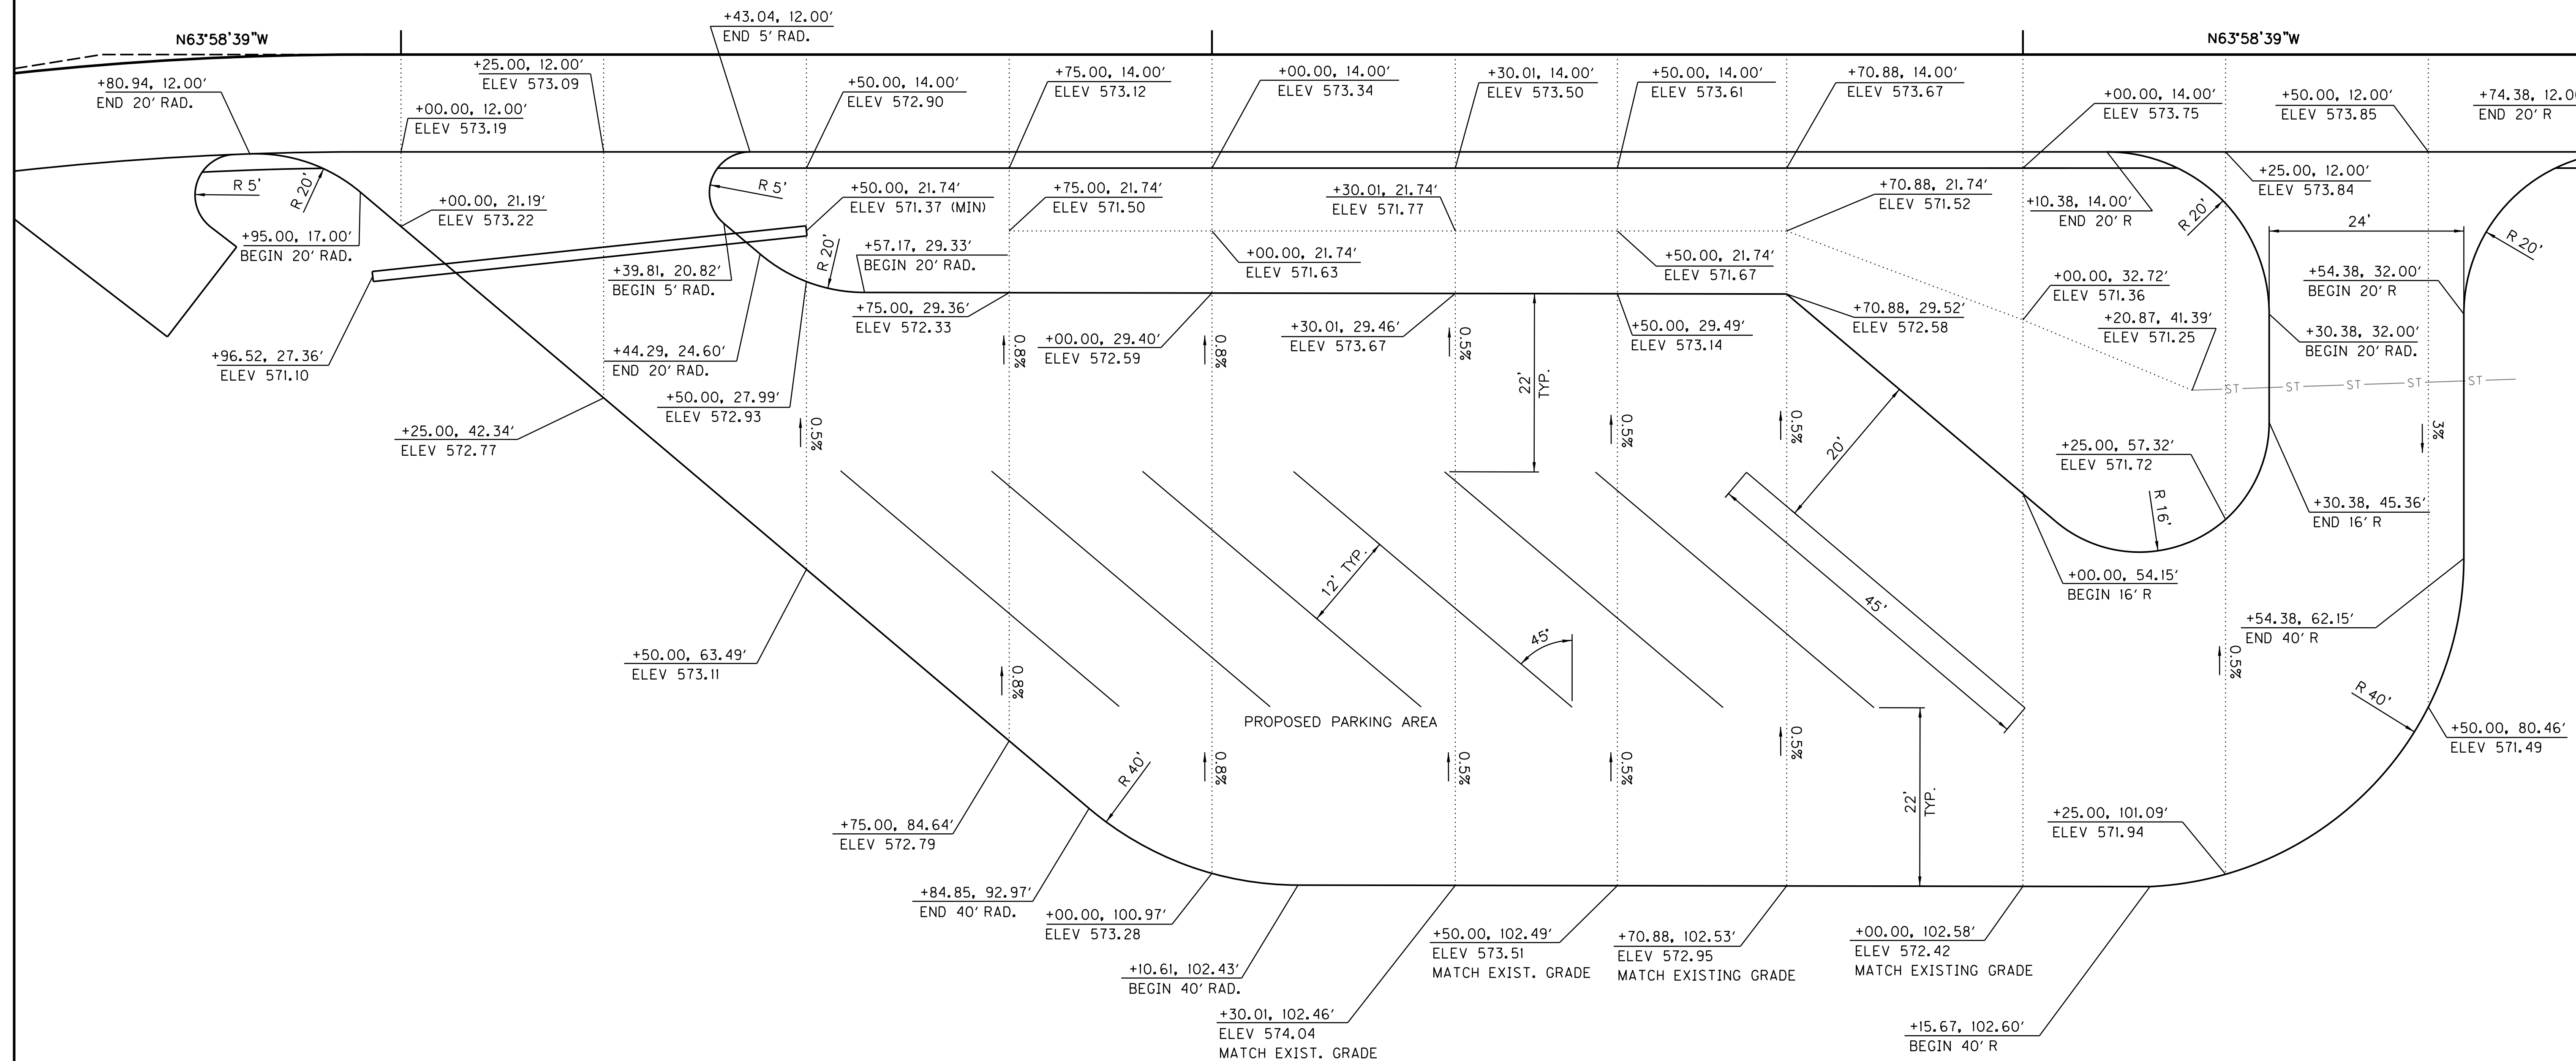 N63°58'39"W
N63°58'39"W
+43.04, 12.00'
END 5' RAD.
+80.94, 12.00'
END 20' RAD.
+25.00, 12.00'
ELEV 573.09
+00.00, 12.00'
ELEV 573.19
+50.00, 14.00'
ELEV 572.90
+75.00, 14.00'
ELEV 573.12
+00.00, 14.00'
ELEV 573.34
+30.01, 14.00'
ELEV 573.50
+50.00, 14.00'
ELEV 573.61
+70.88, 14.00'
ELEV 573.67
+00.00, 14.00'
ELEV 573.75
+50.00, 12.00'
ELEV 573.85
+74.38, 12.0
END 20' R
R 5'
R 20'
+00.00, 21.19'
ELEV 573.22
R 5'
+50.00, 21.74'
ELEV 571.37 (MIN)
+75.00, 21.74'
ELEV 571.50
+30.01, 21.74'
ELEV 571.77
+70.88, 21.74'
ELEV 571.52
+10.38, 14.00'
END 20' R
R 20'
+25.00, 12.00'
ELEV 573.84
24'
R 20'
+95.00, 17.00'
BEGIN 20' RAD.
+39.81, 20.82'
BEGIN 5' RAD.
R 20'
+57.17, 29.33'
BEGIN 20' RAD.
+00.00, 21.74'
ELEV 571.63
+50.00, 21.74'
ELEV 571.67
+00.00, 32.72'
ELEV 571.36
+54.38, 32.00'
BEGIN 20' R
+96.52, 27.36'
ELEV 571.10
+44.29, 24.60'
END 20' RAD.
+75.00, 29.36'
ELEV 572.33
0.8%
+00.00, 29.40'
ELEV 572.59
0.8%
+30.01, 29.46'
ELEV 573.67
0.5%
22'
TYP.
+50.00, 29.49'
ELEV 573.14
+70.88, 29.52'
ELEV 572.58
+20.87, 41.39'
ELEV 571.25
+30.38, 32.00'
BEGIN 20' RAD.
ST
ST
ST
ST
ST
+50.00, 27.99'
ELEV 572.93
+25.00, 42.34'
ELEV 572.77
0.5%
0.5%
0.5%
20'
+25.00, 57.32'
ELEV 571.72
3%
R 16'
+30.38, 45.36'
END 16' R
12' TYP.
45°
45'
+00.00, 54.15'
BEGIN 16' R
+54.38, 62.15'
END 40' R
+50.00, 63.49'
ELEV 573.11
0.8%
0.5%
R 40'
PROPOSED PARKING AREA
+50.00, 80.46'
ELEV 571.49
R 40'
0.8%
0.5%
0.5%
0.5%
22'
TYP.
+75.00, 84.64'
ELEV 572.79
+25.00, 101.09'
ELEV 571.94
+84.85, 92.97'
END 40' RAD.
+00.00, 100.97'
ELEV 573.28
+10.61, 102.43'
BEGIN 40' RAD.
+30.01, 102.46'
ELEV 574.04
MATCH EXIST. GRADE
+50.00, 102.49'
ELEV 573.51
MATCH EXIST. GRADE
+70.88, 102.53'
ELEV 572.95
MATCH EXISTING GRADE
+00.00, 102.58'
ELEV 572.42
MATCH EXISTING GRADE
+15.67, 102.60'
BEGIN 40' R